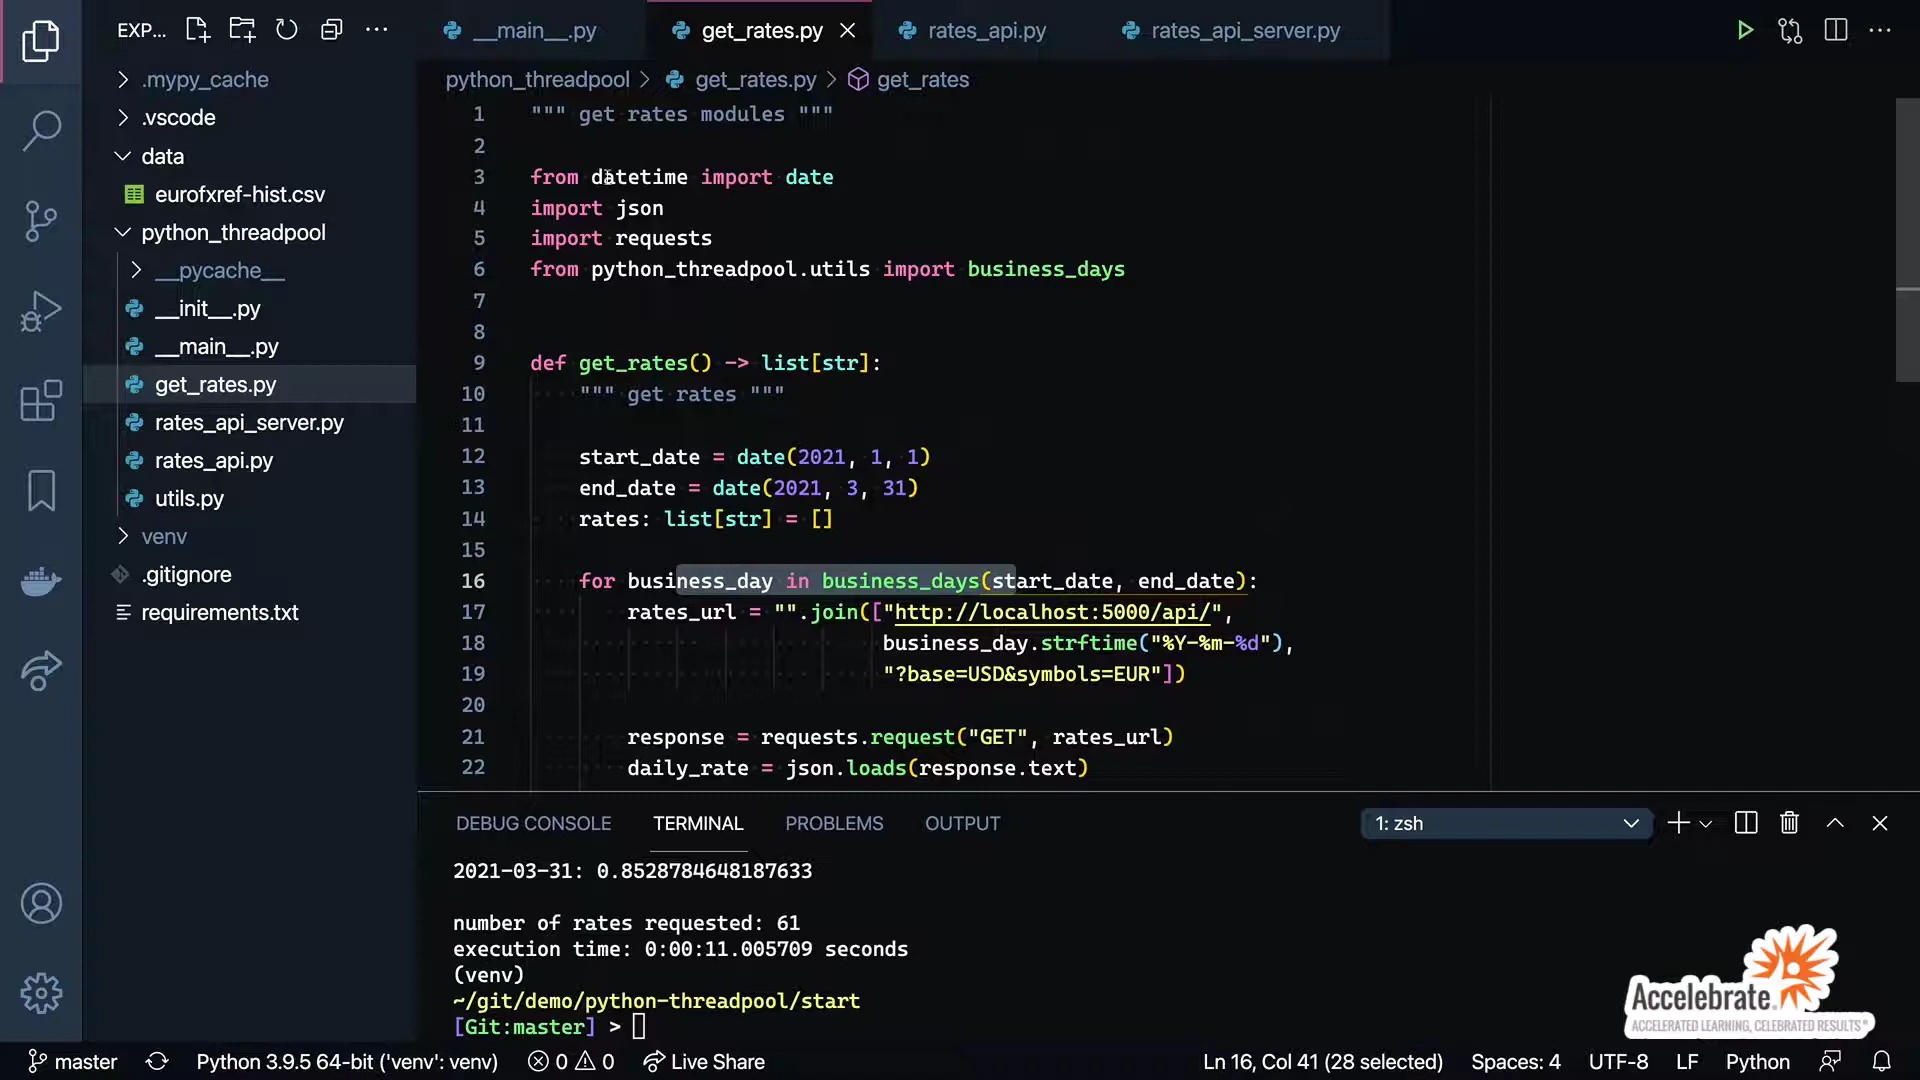 EXP...
.mypy_cache
.vscode
data
eurofxref-hist.csv
python_threadpool
__pycache__
__init__.py
__main__.py
get_rates.py
rates_api_server.py
rates_api.py
utils.py
venv
.gitignore
requirements.txt
__main__.py get_rates.py rates_api.py rates_api_server.py
python_threadpool > get_rates.py > get_rates
1 """ get rates modules """
2
3 from datetime import date
4 import json
5 import requests
6 from python_threadpool.utils import business_days
7
8
9 def get_rates() -> list[str]:
10 """ get rates """
11
12 start_date = date(2021, 1, 1)
13 end_date = date(2021, 3, 31)
14 rates: list[str] = []
15
16 for business_day in business_days(start_date, end_date):
17 rates_url = "".join(["http://localhost:5000/api/",
18 business_day.strftime("%Y-%m-%d"),
19 "?base=USD&symbols=EUR"])
20
21 response = requests.request("GET", rates_url)
22 daily_rate = json.loads(response.text)
DEBUG CONSOLE TERMINAL PROBLEMS OUTPUT 1: zsh
2021-03-31: 0.8528784648187633
number of rates requested: 61
execution time: 0:00:11.005709 seconds
(venv)
~/git/demo/python-threadpool/start
[Git:master] >
Accelebrate
ACCELERATED LEARNING, CELEBRATED RESULTS
master Python 3.9.5 64-bit ('venv': venv) 0 0 Live Share Ln 16, Col 41 (28 selected) Spaces: 4 UTF-8 LF Python